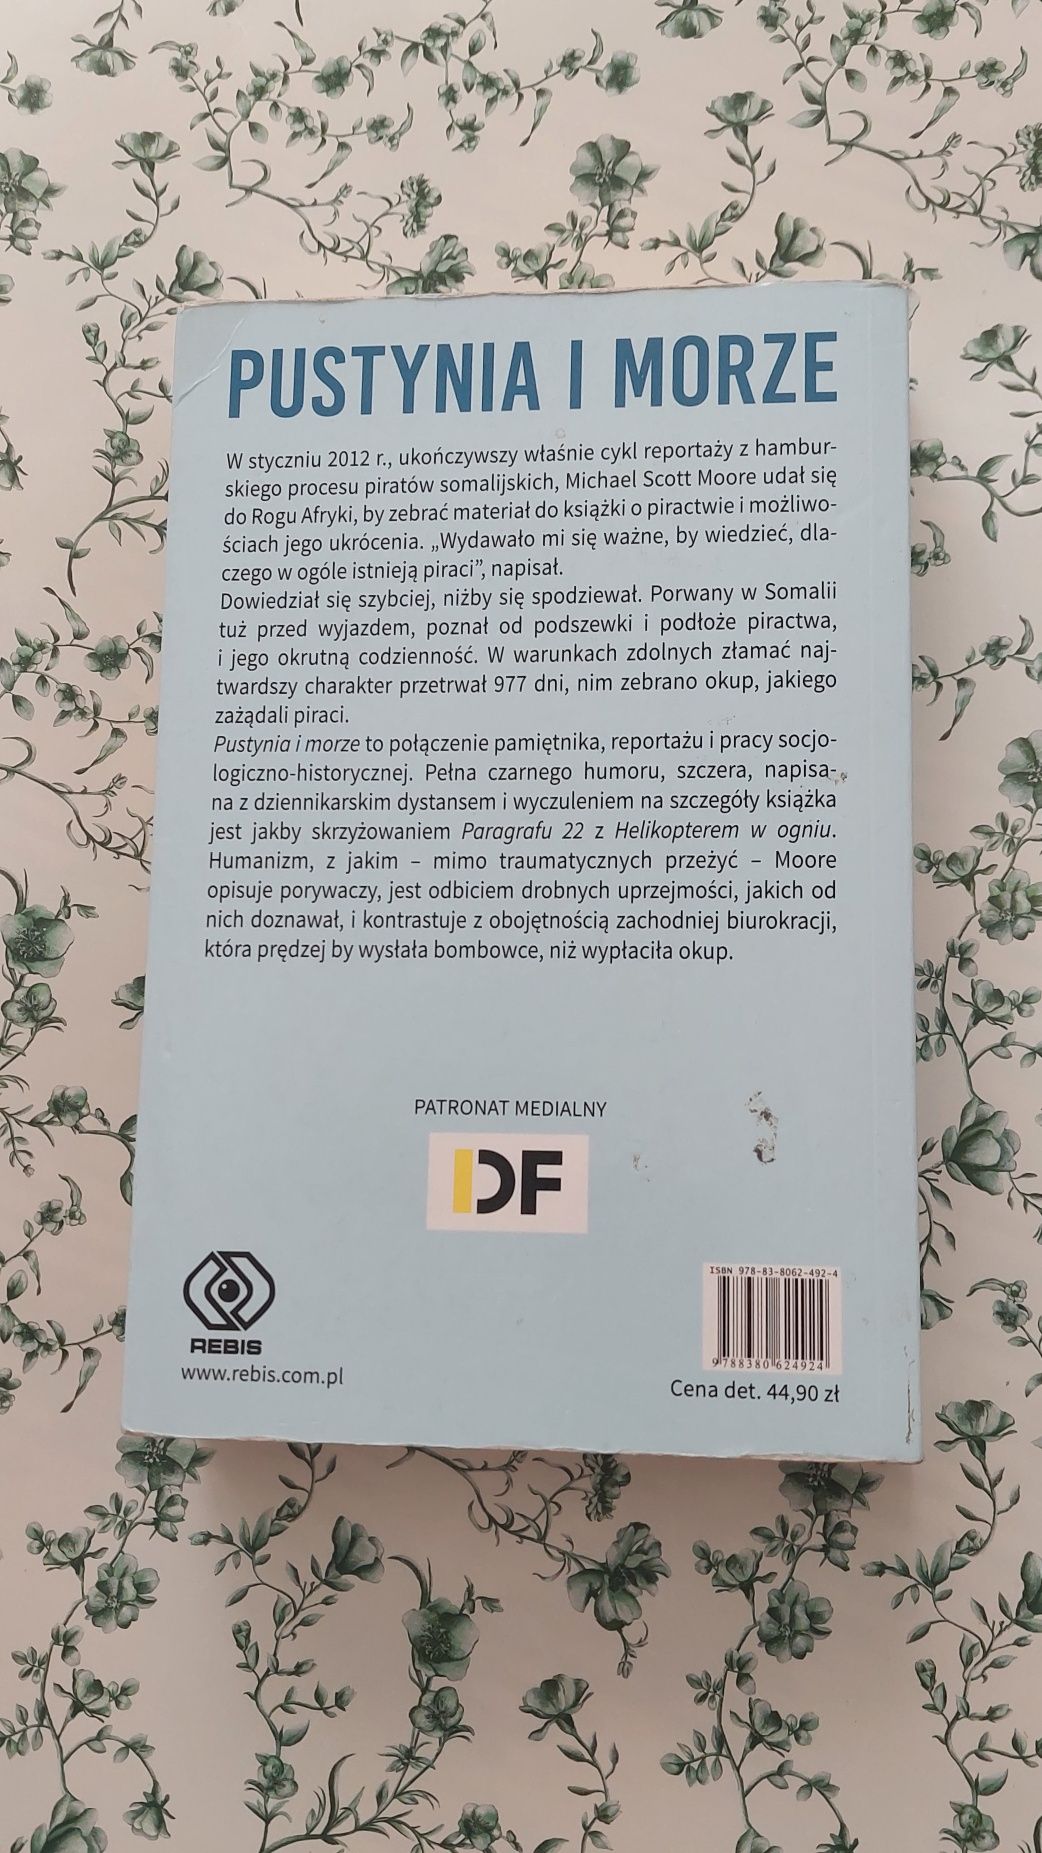 PUSTYNIA I MORZE
W styczniu 2012 r., ukończywszy właśnie cykl reportaży z hambur-
skiego procesu piratów somalijskich, Michael Scott Moore udał się
do Rogu Afryki, by zebrać materiał do książki o piractwie i możliwo-
ściach jego ukrócenia. „Wydawało mi się ważne, by wiedzieć, dla-
czego w ogóle istnieją piraci”, napisał.
Dowiedział się szybciej, niżby się spodziewał. Porwany w Somalii
tuż przed wyjazdem, poznał od podszewki i podłoże piractwa,
i jego okrutną codzienność. W warunkach zdolnych złamać naj-
twardszy charakter przetrwał 977 dni, nim zebrano okup, jakiego
zażądali piraci.
Pustynia i morze to połączenie pamiętnika, reportażu i pracy socjo-
logiczno-historycznej. Pełna czarnego humoru, szczera, napisa-
na z dziennikarskim dystansem i wyczuleniem na szczegóły książka
jest jakby skrzyżowaniem Paragrafu 22 z Helikopterem w ogniu.
Humanizm, z jakim – mimo traumatycznych przeżyć – Moore
opisuje porywaczy, jest odbiciem drobnych uprzejmości, jakich od
nich doznawał, i kontrastuje z obojętnością zachodniej biurokracji,
która prędzej by wysłała bombowce, niż wypłaciła okup.
PATRONAT MEDIALNY
DF
REBIS
www.rebis.com.pl
ISBN 978-83-8062-492-4
9 788380 624924
Cena det. 44,90 zł